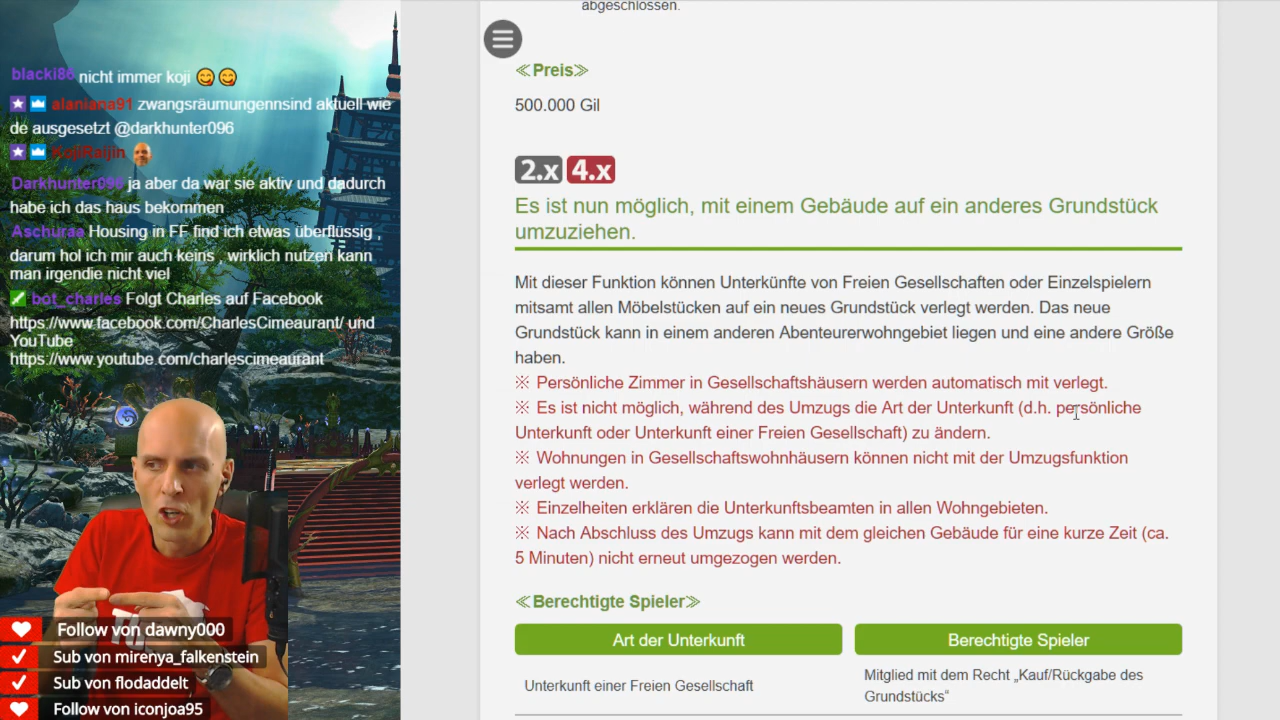 blacki86 nicht immer koji 😋😋
alaniana91 zwangsräumungennsind aktuell wie
de ausgesetzt @darkhunter096
KojiRaijin
Darkhunter096 ja aber da war sie aktiv und dadurch
habe ich das haus bekommen
Aschuraa Housing in FF find ich etwas überflüssig ,
darum hol ich mir auch keins , wirklich nutzen kann
man irgendie nicht viel
bot_charles Folgt Charles auf Facebook
https://www.facebook.com/CharlesCimeaurant/ und
YouTube
https://www.youtube.com/charlescimeaurant
Follow von dawny000
Sub von mirenya_falkenstein
Sub von flodaddelt
Follow von iconjoa95
abgeschlossen.
≪Preis≫
500.000 Gil
2.x 4.x
Es ist nun möglich, mit einem Gebäude auf ein anderes Grundstück
umzuziehen.
Mit dieser Funktion können Unterkünfte von Freien Gesellschaften oder Einzelspielern
mitsamt allen Möbelstücken auf ein neues Grundstück verlegt werden. Das neue
Grundstück kann in einem anderen Abenteurerwohngebiet liegen und eine andere Größe
haben.
※ Persönliche Zimmer in Gesellschaftshäusern werden automatisch mit verlegt.
※ Es ist nicht möglich, während des Umzugs die Art der Unterkunft (d.h. persönliche
Unterkunft oder Unterkunft einer Freien Gesellschaft) zu ändern.
※ Wohnungen in Gesellschaftswohnhäusern können nicht mit der Umzugsfunktion
verlegt werden.
※ Einzelheiten erklären die Unterkunftsbeamten in allen Wohngebieten.
※ Nach Abschluss des Umzugs kann mit dem gleichen Gebäude für eine kurze Zeit (ca.
5 Minuten) nicht erneut umgezogen werden.
≪Berechtigte Spieler≫
Art der Unterkunft
Berechtigte Spieler
Unterkunft einer Freien Gesellschaft
Mitglied mit dem Recht „Kauf/Rückgabe des
Grundstücks“